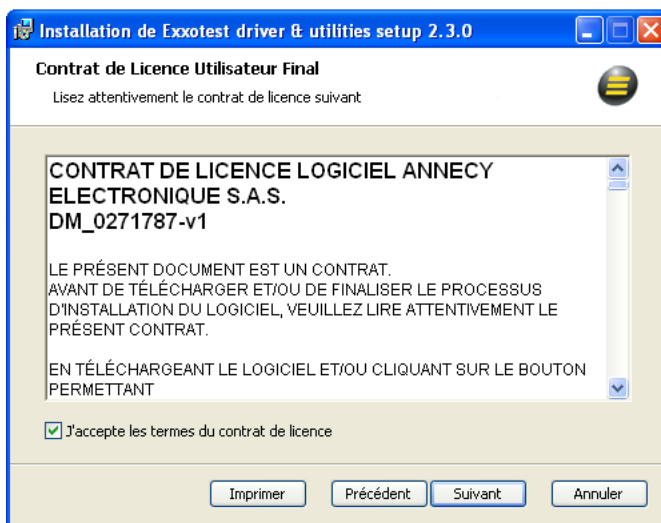 Installation de Exxotest driver & utilities setup 2.3.0
Contrat de Licence Utilisateur Final
Lisez attentivement le contrat de licence suivant
CONTRAT DE LICENCE LOGICIEL ANNECY
ELECTRONIQUE S.A.S.
DM_0271787-v1
LE PRÉSENT DOCUMENT EST UN CONTRAT.
AVANT DE TÉLÉCHARGER ET/OU DE FINALISER LE PROCESSUS
D'INSTALLATION DU LOGICIEL, VEUILLEZ LIRE ATTENTIVEMENT LE
PRÉSENT CONTRAT.
EN TÉLÉCHARGEANT LE LOGICIEL ET/OU CLIQUANT SUR LE BOUTON
PERMETTANT
J'accepte les termes du contrat de licence
Imprimer
Précédent
Suivant
Annuler